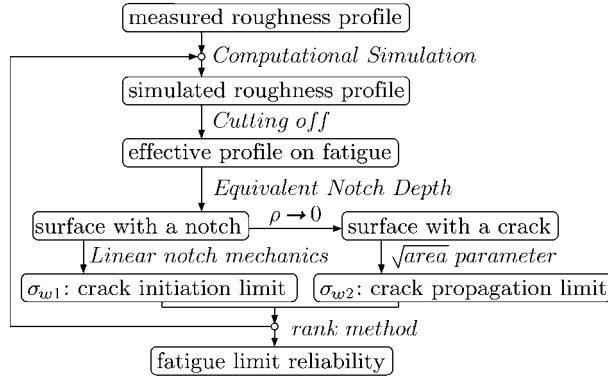 measured roughness profile
Computational Simulation
simulated roughness profile
Cutting off
effective profile on fatigue
Equivalent Notch Depth
surface with a notch ρ → 0 surface with a crack
Linear notch mechanics √area parameter
σw1: crack initiation limit σw2: crack propagation limit
rank method
fatigue limit reliability